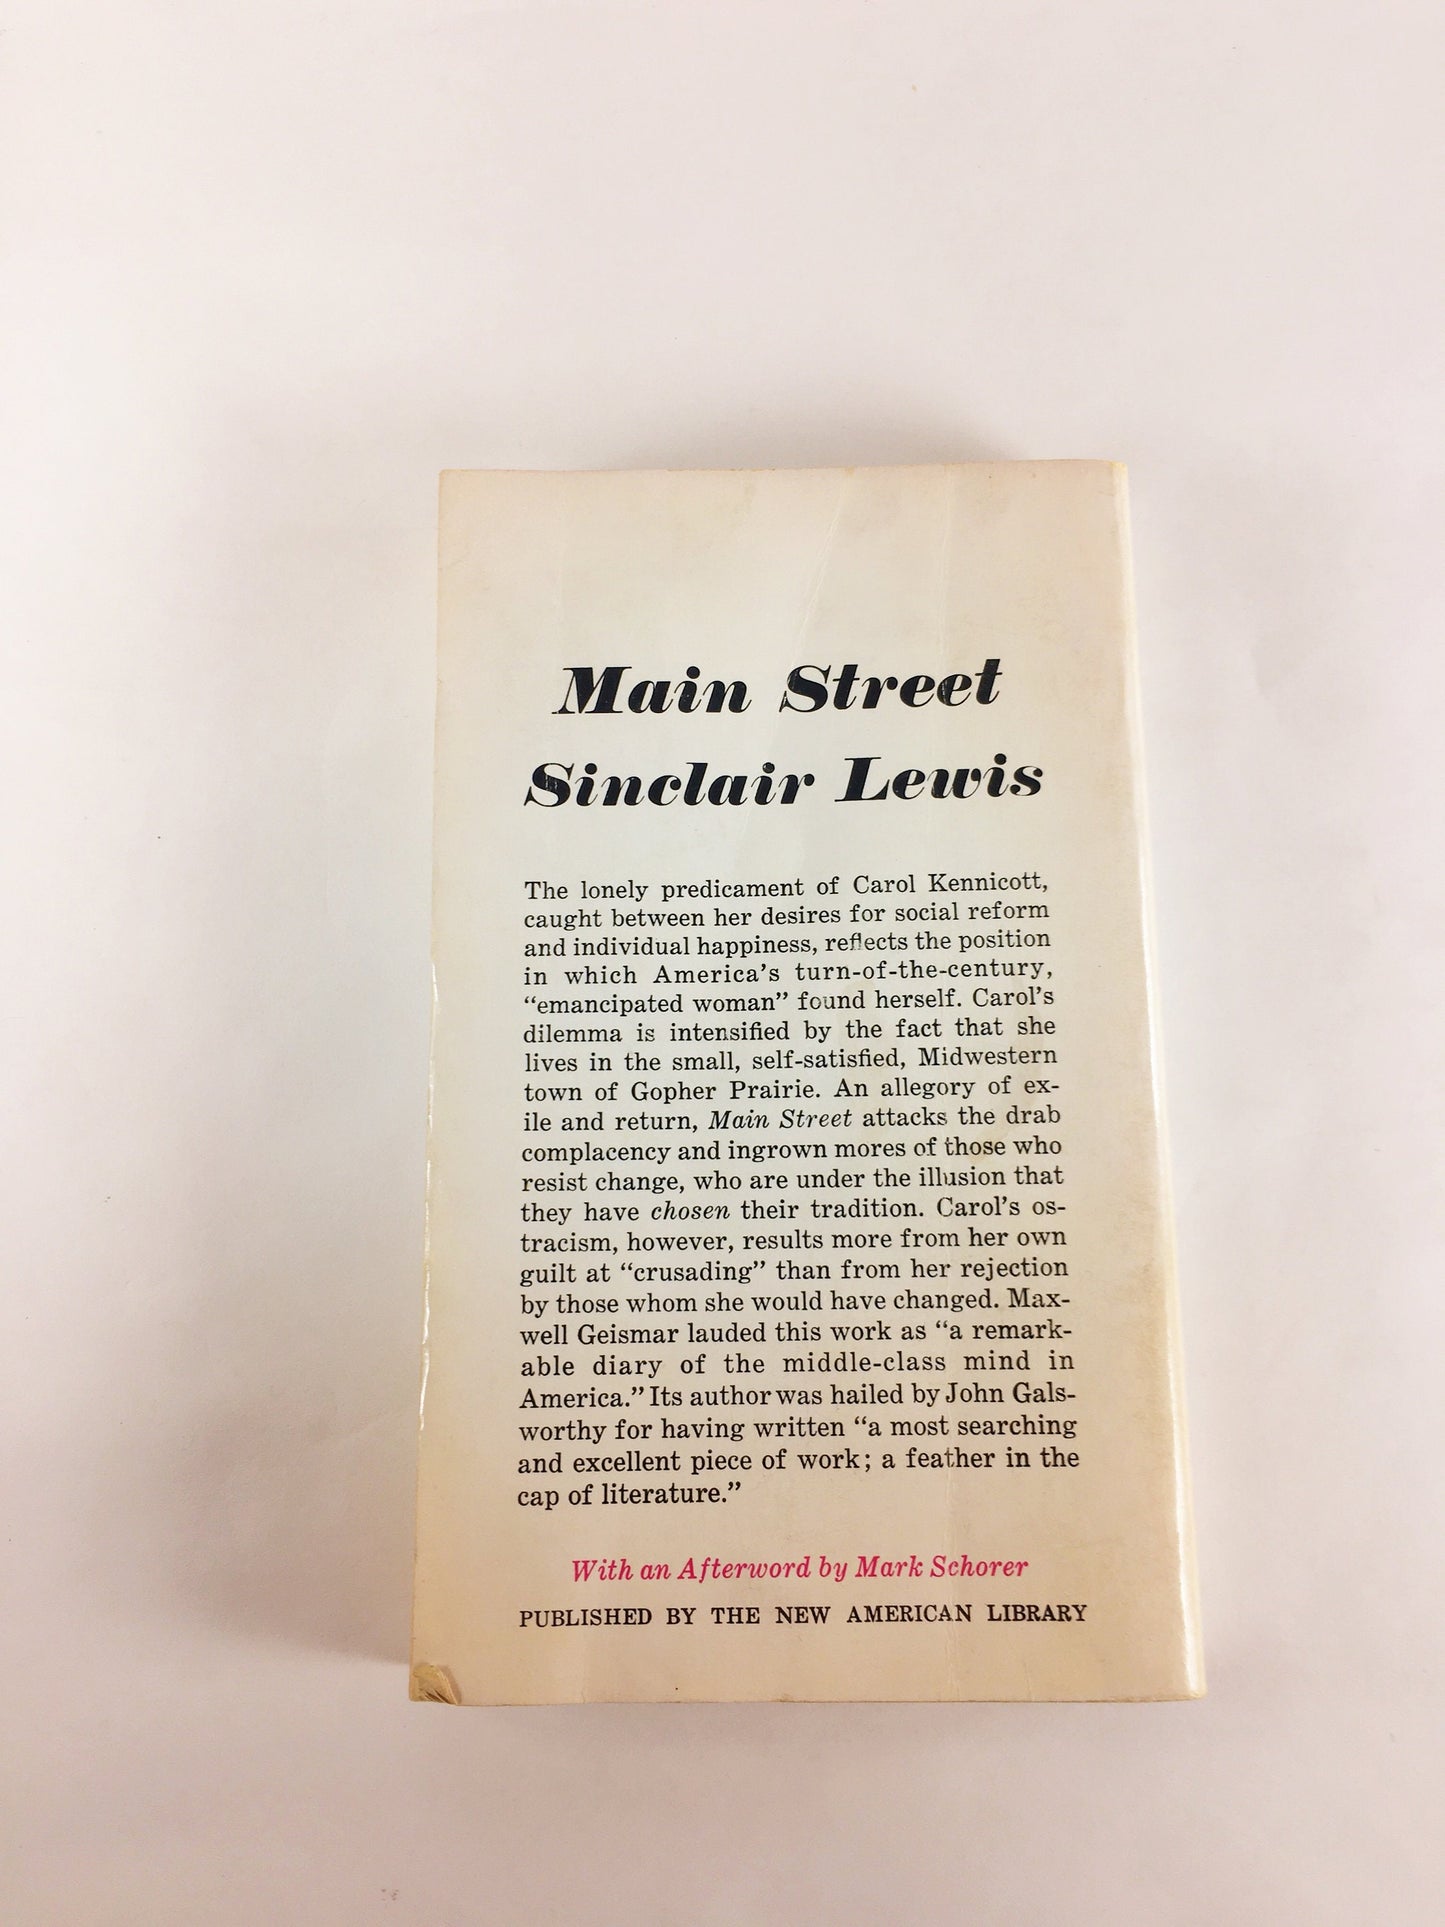 Main Street
Sinclair Lewis
The lonely predicament of Carol Kennicott,
caught between her desires for social reform
and individual happiness, reflects the position
in which America's turn-of-the-century,
“emancipated woman” found herself. Carol's
dilemma is intensified by the fact that she
lives in the small, self-satisfied, Midwestern
town of Gopher Prairie. An allegory of ex-
ile and return, Main Street attacks the drab
complacency and ingrown mores of those who
resist change, who are under the illusion that
they have chosen their tradition. Carol's os-
tracism, however, results more from her own
guilt at “crusading” than from her rejection
by those whom she would have changed. Max-
well Geismar lauded this work as “a remark-
able diary of the middle-class mind in
America.” Its author was hailed by John Gals-
worthy for having written “a most searching
and excellent piece of work; a feather in the
cap of literature.”
With an Afterword by Mark Schorer
PUBLISHED BY THE NEW AMERICAN LIBRARY